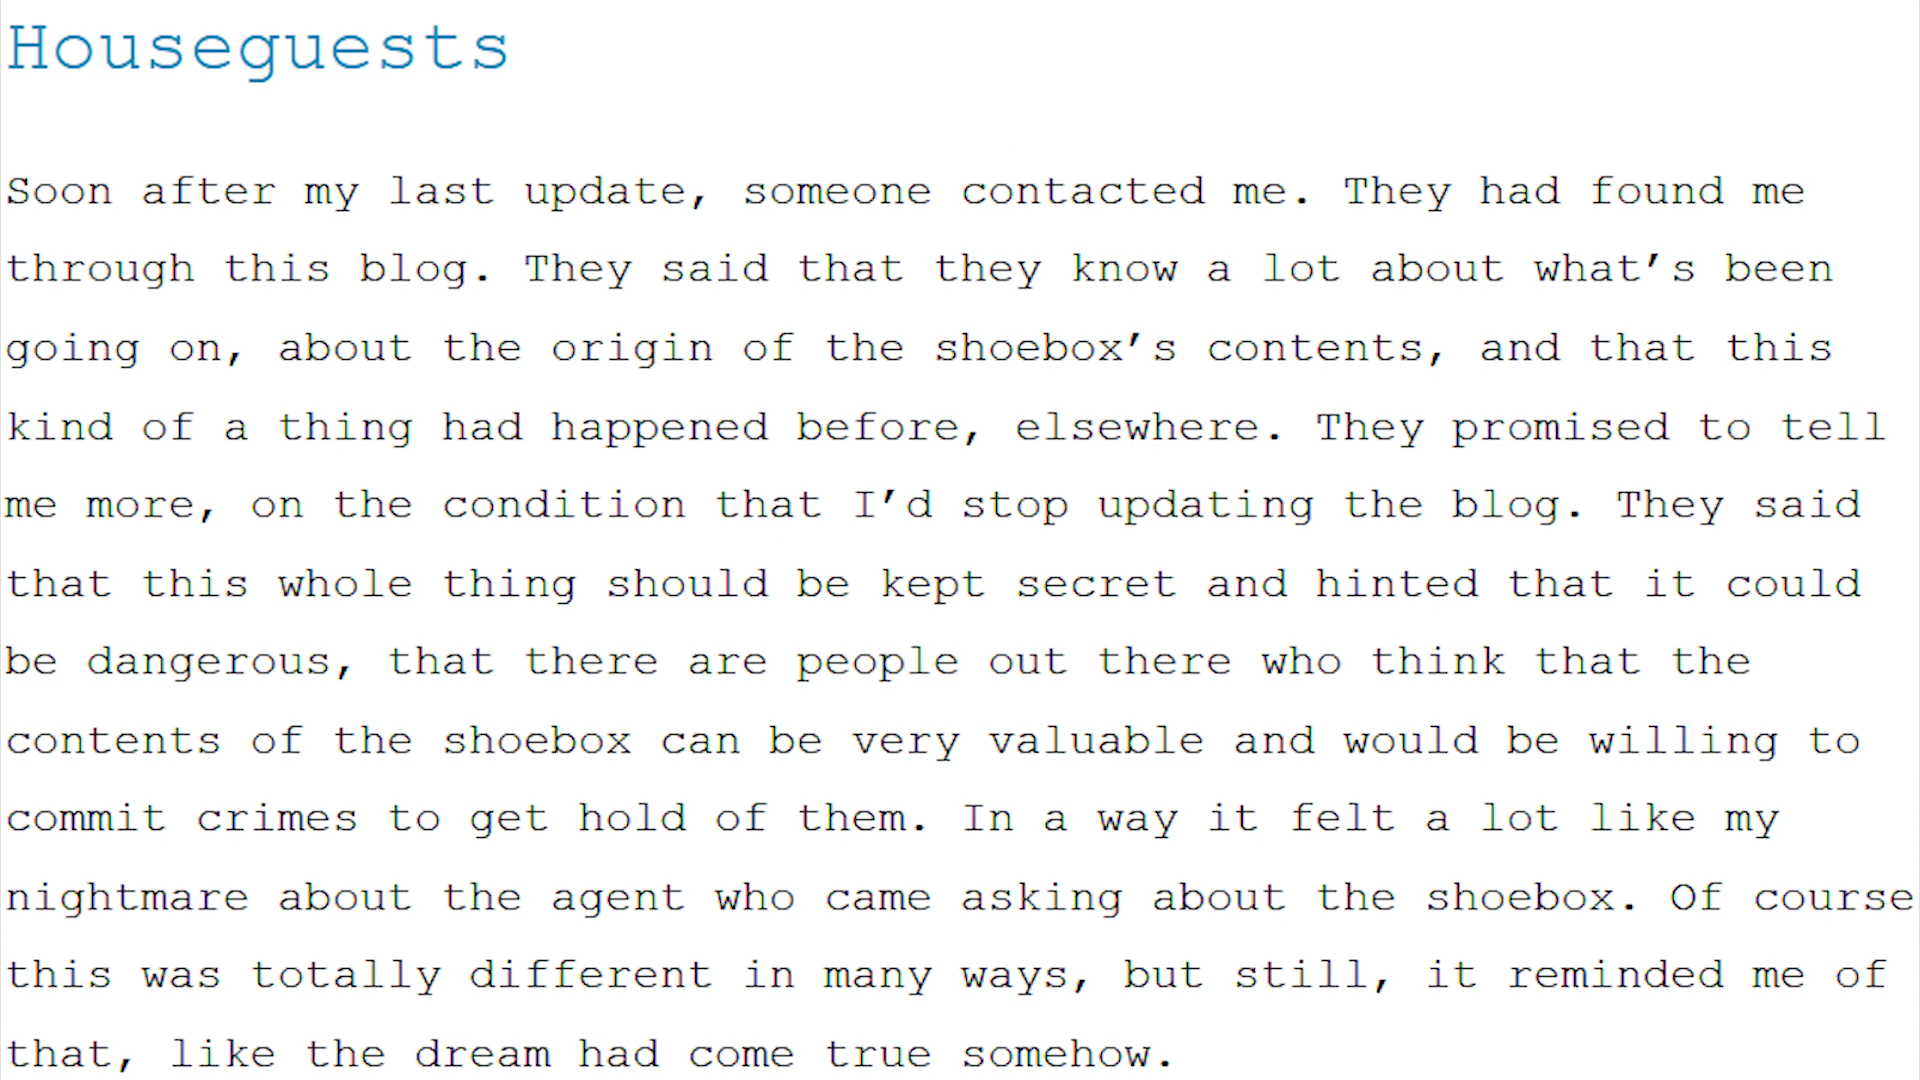 Houseguests
Soon after my last update, someone contacted me. They had found me
through this blog. They said that they know a lot about what’s been
going on, about the origin of the shoebox’s contents, and that this
kind of a thing had happened before, elsewhere. They promised to tell
me more, on the condition that I’d stop updating the blog. They said
that this whole thing should be kept secret and hinted that it could
be dangerous, that there are people out there who think that the
contents of the shoebox can be very valuable and would be willing to
commit crimes to get hold of them. In a way it felt a lot like my
nightmare about the agent who came asking about the shoebox. Of course
this was totally different in many ways, but still, it reminded me of
that, like the dream had come true somehow.